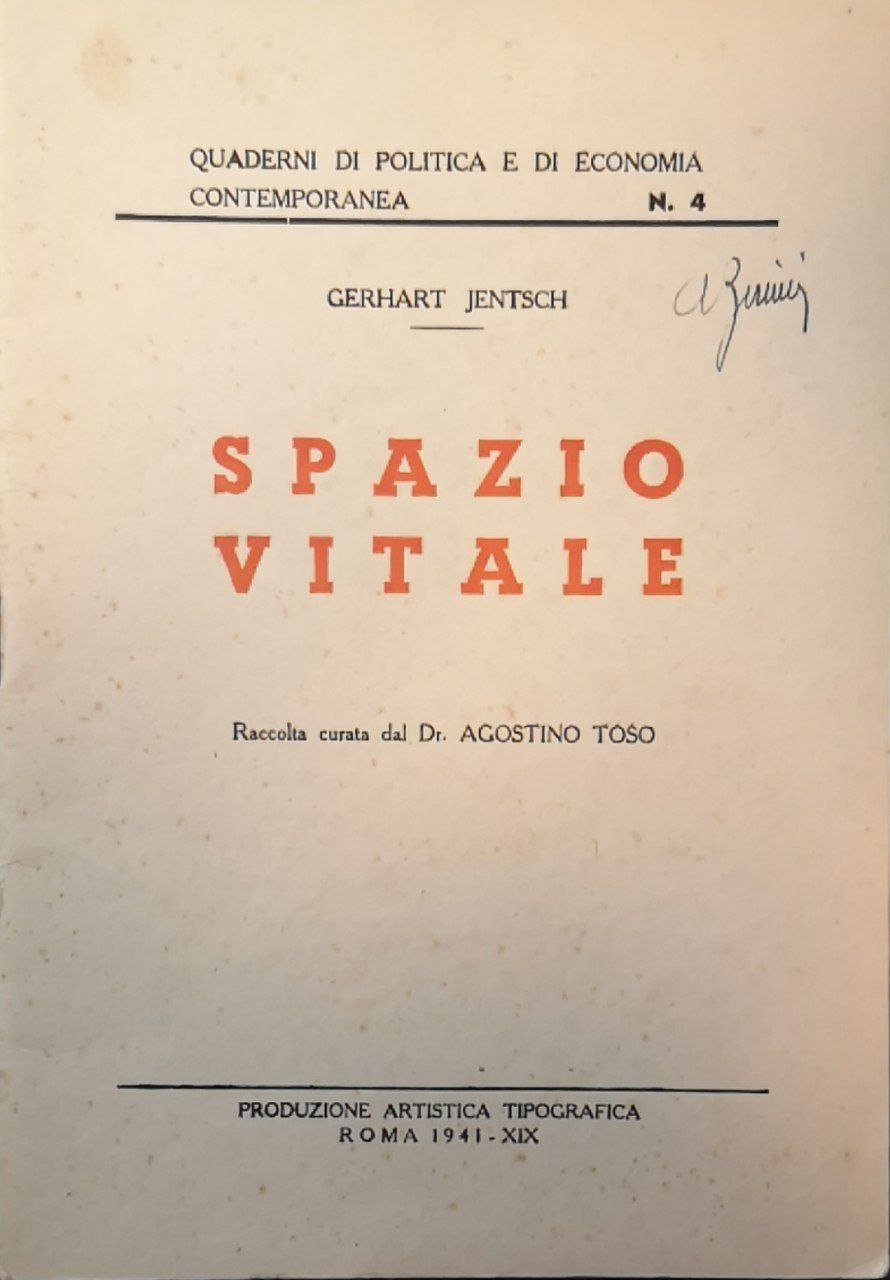 QUADERNI DI POLITICA E DI ECONOMIA
CONTEMPORANEA N. 4
GERHART JENTSCH
SPAZIO
VITALE
Raccolta curata dal Dr. AGOSTINO TOSO
PRODUZIONE ARTISTICA TIPOGRAFICA
ROMA 1941-XIX